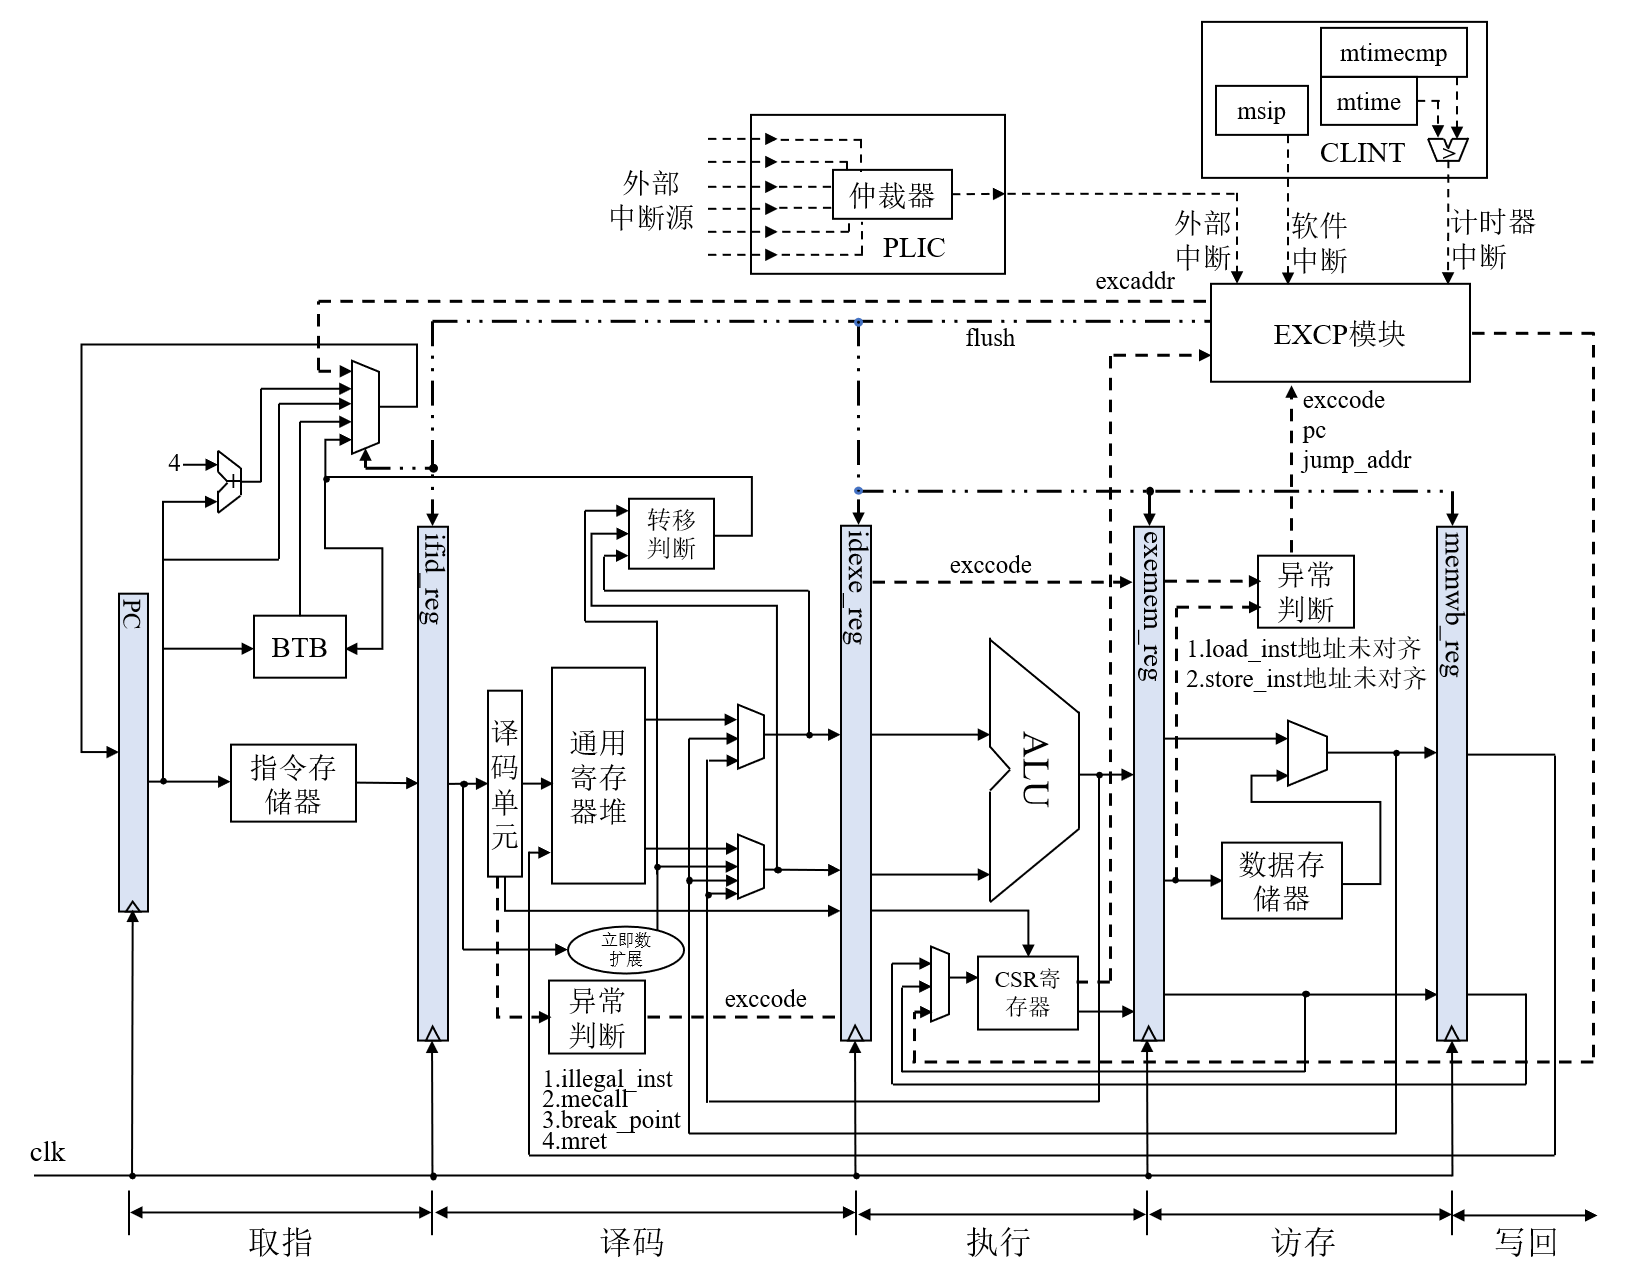 mtimecmp
mtime
msip
CLINT
<
外部
中断源
仲裁器
PLIC
外部
中断
软件
中断
计时器
中断
excaddr
flush
EXCP模块
exccode
pc
jump_addr
4
+
转移
判断
PC
ifid_reg
idexe_reg
exemem_reg
memwb_reg
exccode
异常
判断
1.load_inst地址未对齐
2.store_inst地址未对齐
BTB
指令存
储器
译
码
单
元
通用
寄存
器堆
ALU
数据存
储器
立即数
扩展
CSR寄
存器
异常
判断
exccode
1.illegal_inst
2.mecall
3.break_point
4.mret
clk
取指
译码
执行
访存
写回